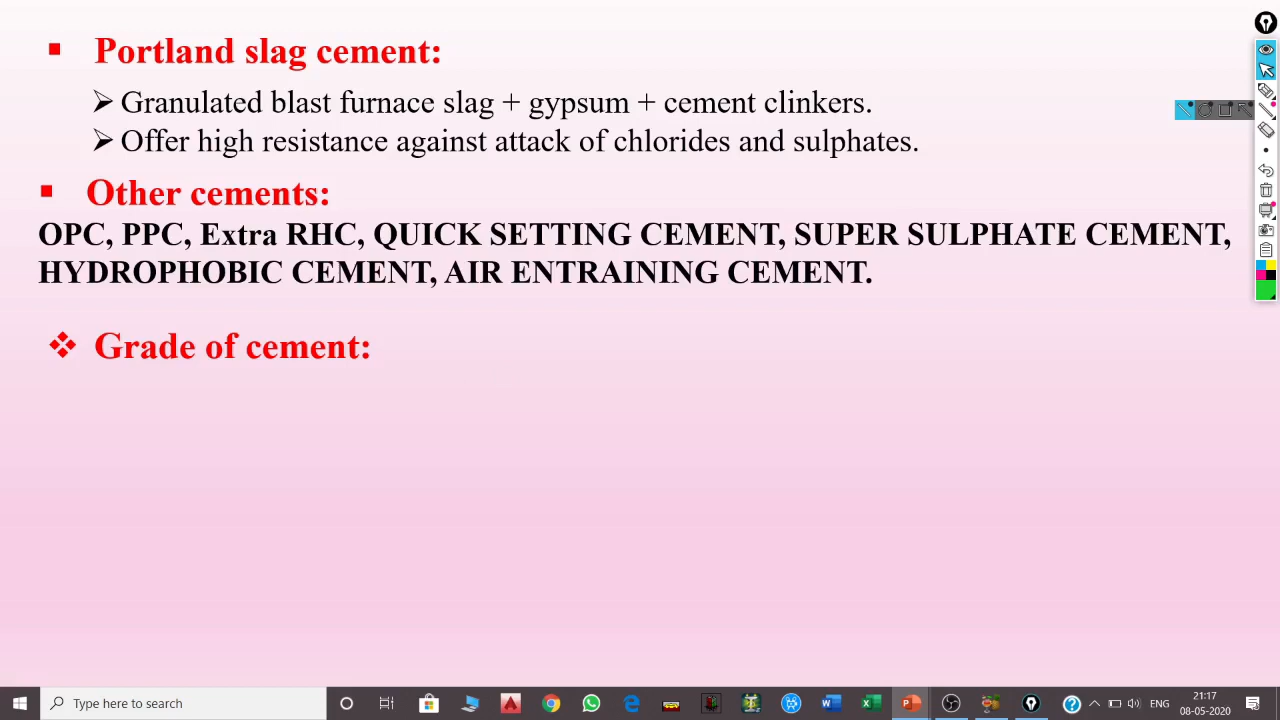 Portland slag cement:
Granulated blast furnace slag + gypsum + cement clinkers.
Offer high resistance against attack of chlorides and sulphates.
Other cements:
OPC, PPC, Extra RHC, QUICK SETTING CEMENT, SUPER SULPHATE CEMENT,
HYDROPHOBIC CEMENT, AIR ENTRAINING CEMENT.
Grade of cement:
Type here to search
ENG
21:17
08-05-2020